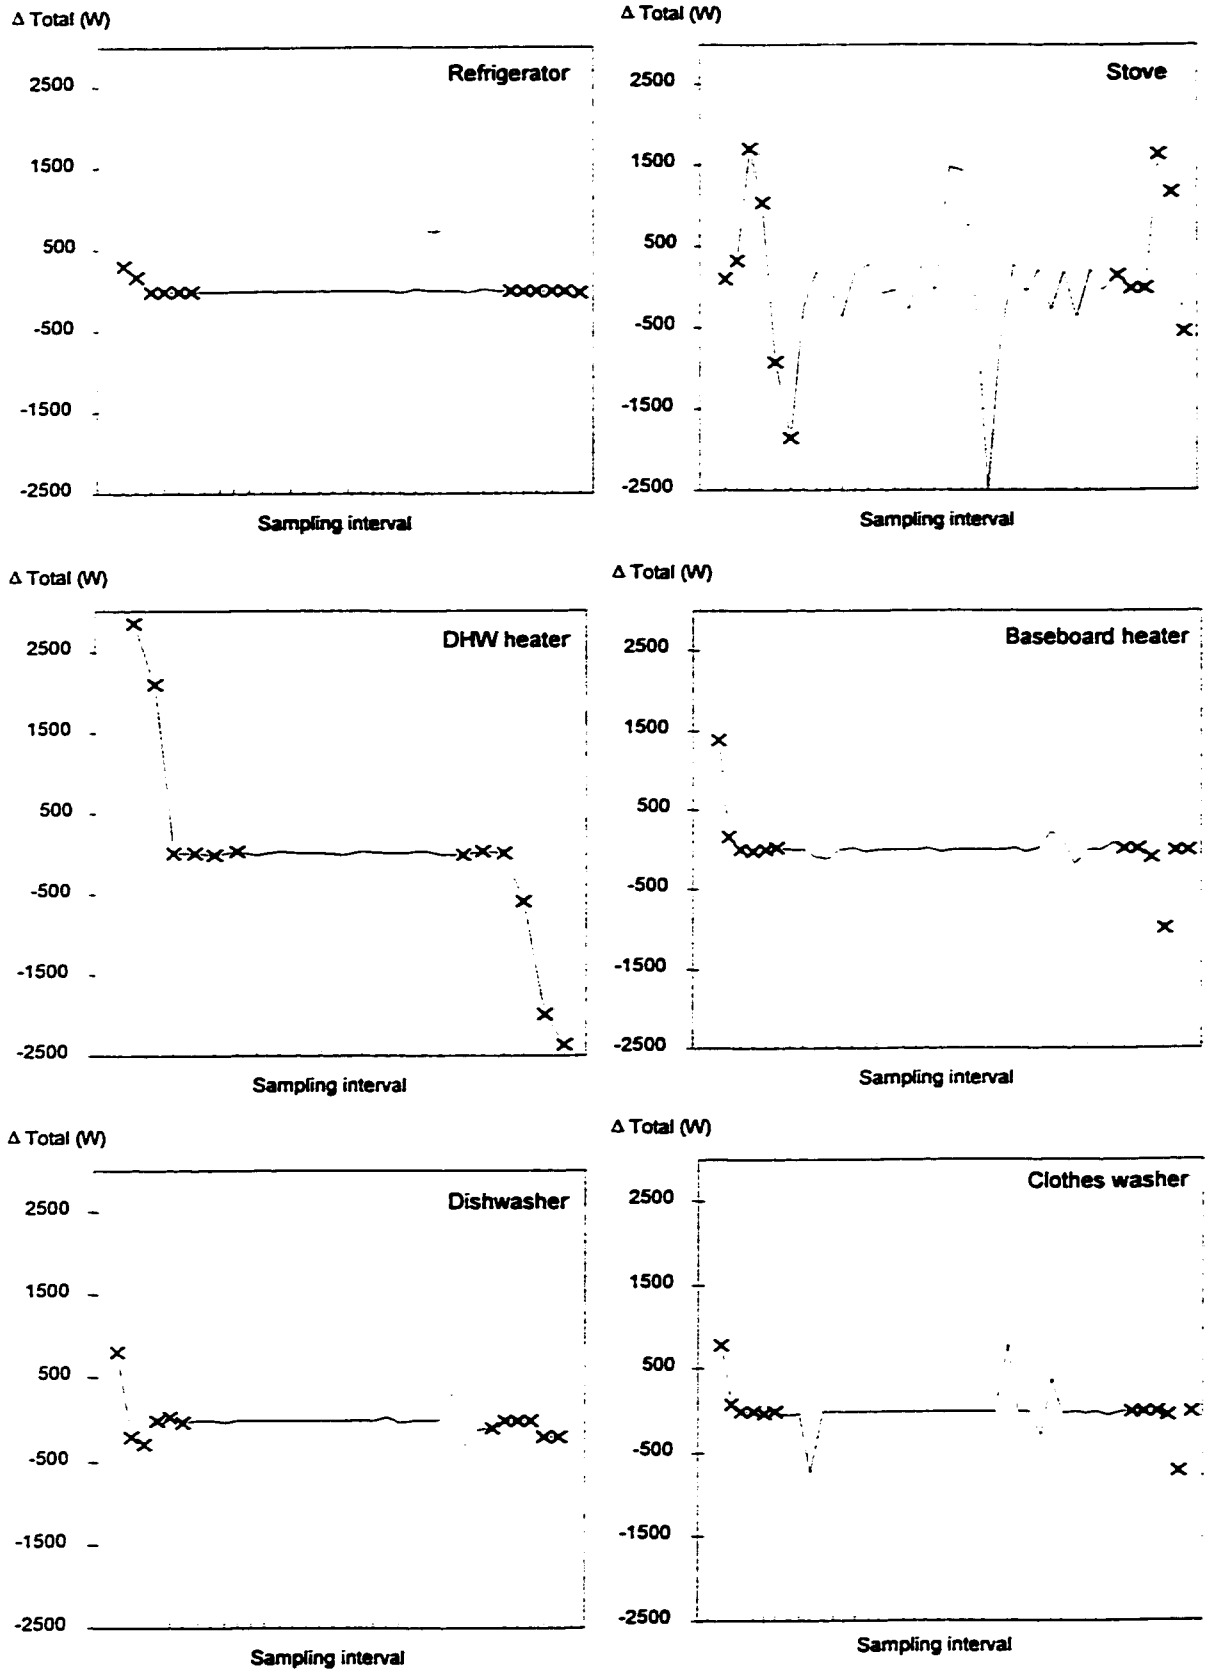 Δ Total (W)
Refrigerator
2500
1500
500
-500
-1500
-2500
Sampling interval
Δ Total (W)
Stove
2500
1500
500
-500
-1500
-2500
Sampling interval
Δ Total (W)
DHW heater
2500
1500
500
-500
-1500
-2500
Sampling interval
Δ Total (W)
Baseboard heater
2500
1500
500
-500
-1500
-2500
Sampling interval
Δ Total (W)
Dishwasher
2500
1500
500
-500
-1500
-2500
Sampling interval
Δ Total (W)
Clothes washer
2500
1500
500
-500
-1500
-2500
Sampling interval